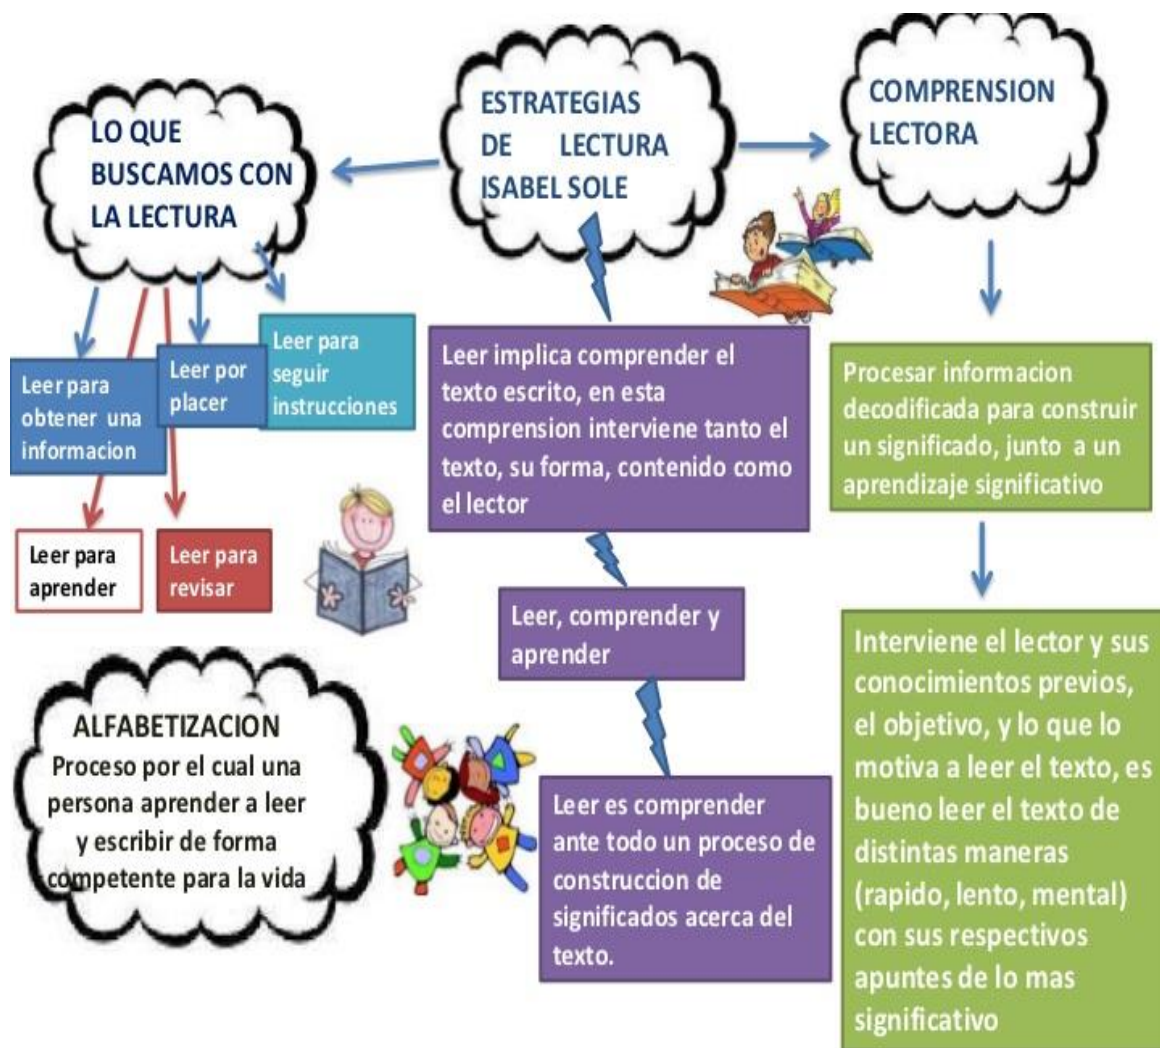 LO QUE
BUSCAMOS CON
LA LECTURA
ESTRATEGIAS
DE LECTURA
ISABEL SOLE
COMPRENSION
LECTORA
Leer para
obtener una
informacion
Leer por
placer
Leer para
seguir
instrucciones
Leer para
aprender
Leer para
revisar
Leer implica comprender el
texto escrito, en esta
comprension interviene tanto el
texto, su forma, contenido como
el lector
Leer, comprender y
aprender
Leer es comprender
ante todo un proceso de
construccion de
significados acerca del
texto.
Procesar informacion
decodificada para construir
un significado, junto a un
aprendizaje significativo
Interviene el lector y sus
conocimientos previos,
el objetivo, y lo que lo
motiva a leer el texto, es
bueno leer el texto de
distintas maneras
(rapido, lento, mental)
con sus respectivos
apuntes de lo mas
significativo
ALFABETIZACION
Proceso por el cual una
persona aprender a leer
y escribir de forma
competente para la vida